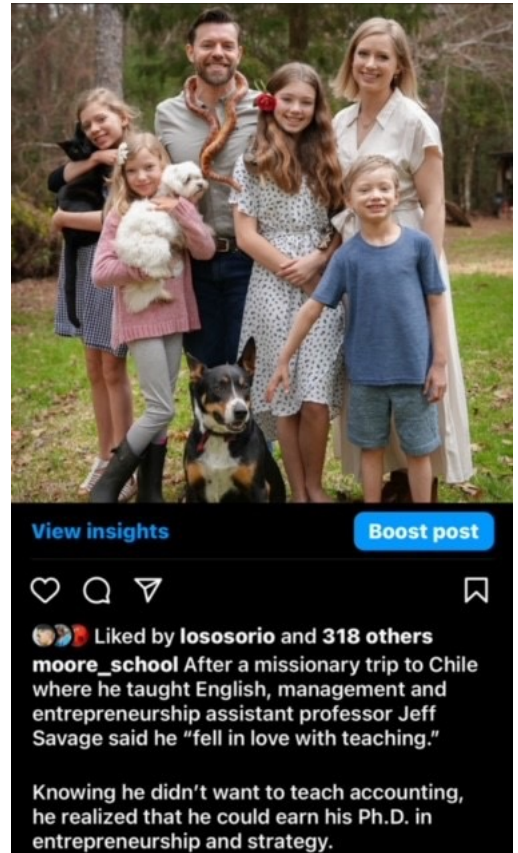 View insights
Boost post
Liked by lososorio and 318 others
moore_school After a missionary trip to Chile
where he taught English, management and
entrepreneurship assistant professor Jeff
Savage said he “fell in love with teaching.”
Knowing he didn’t want to teach accounting,
he realized that he could earn his Ph.D. in
entrepreneurship and strategy.